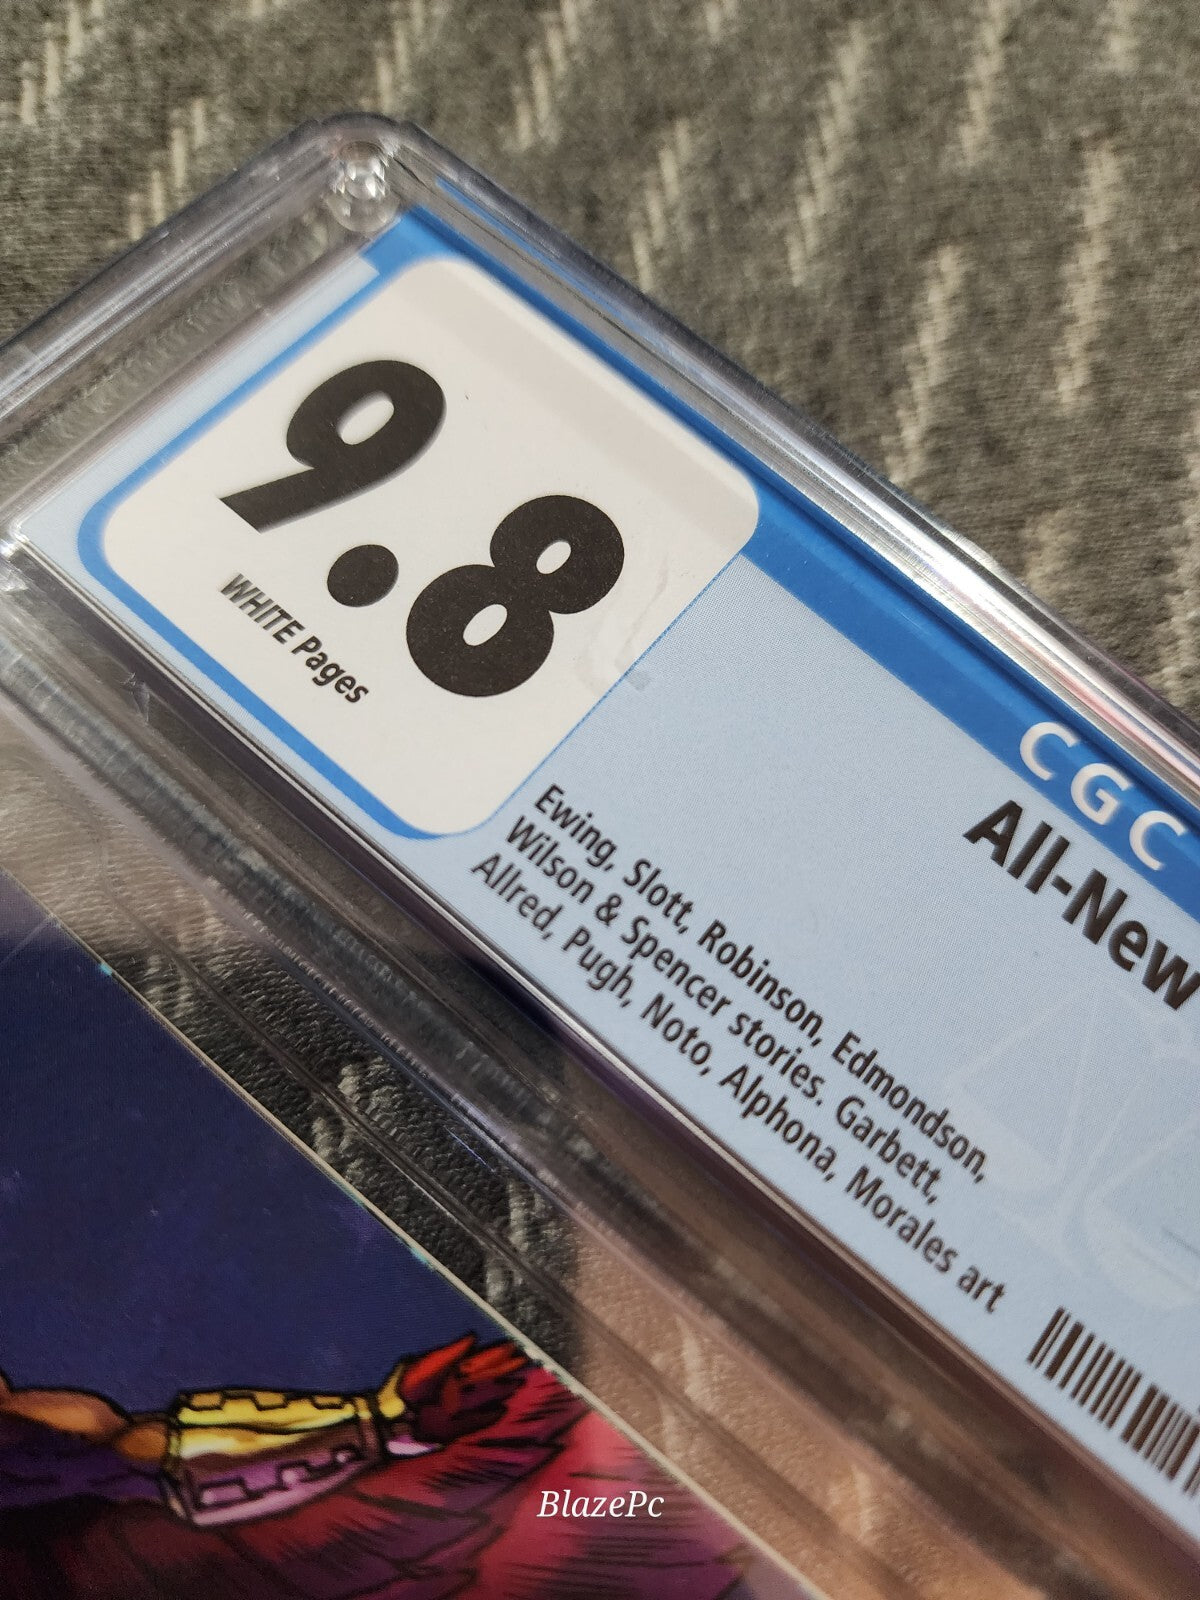 9.8
WHITE Pages
CGC
All-New
Ewing, Slott, Robinson, Edmondson,
Wilson & Spencer stories. Garbett,
Allred, Pugh, Noto, Alphona, Morales art
BlazePc